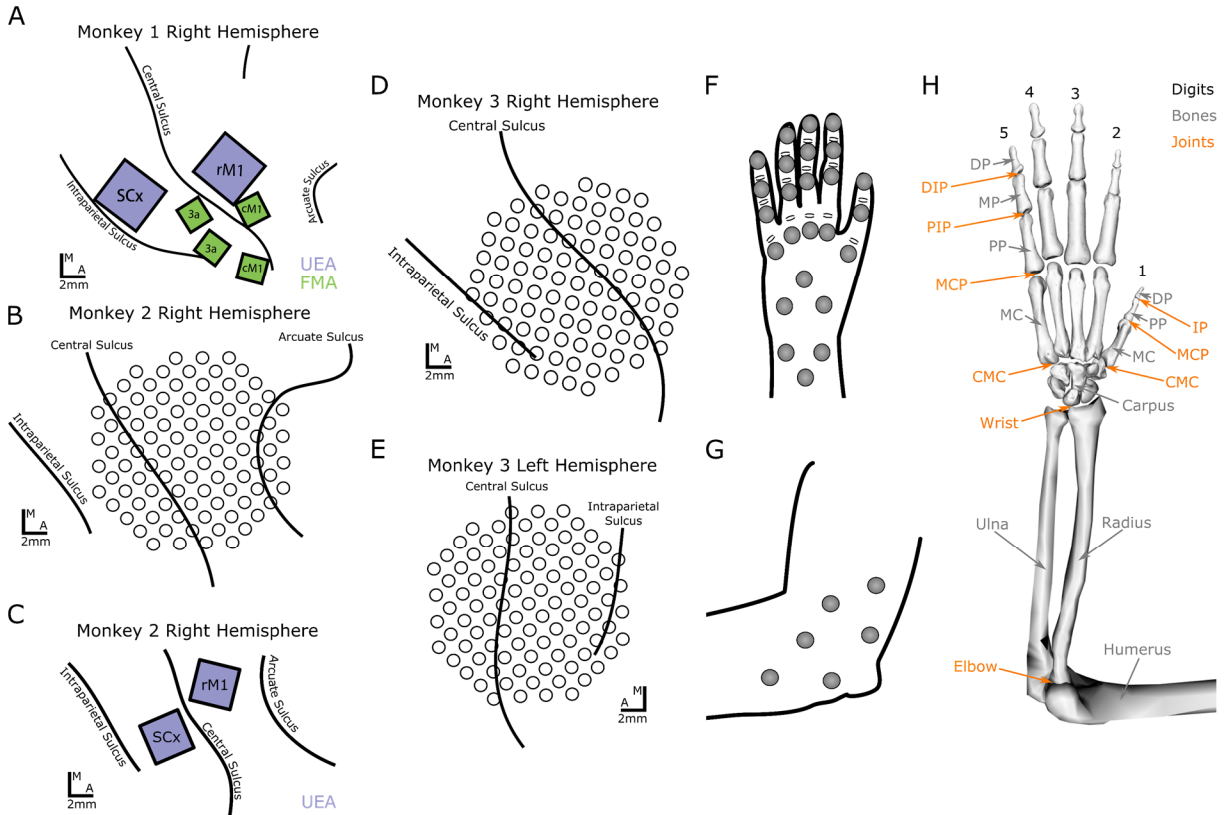 A
Monkey 1 Right Hemisphere
Central Sulcus
rM1
SCx
Intraparietal Sulcus
Arcuate Sulcus
3a
cM1
3a
cM1
M
A
2mm
UEA
FMA
B
Monkey 2 Right Hemisphere
Arcuate Sulcus
Central Sulcus
Intraparietal Sulcus
M
A
2mm
C
Monkey 2 Right Hemisphere
Intraparietal Sulcus
rM1
Arcuate Sulcus
SCx
Central Sulcus
M
A
2mm
UEA
D
Monkey 3 Right Hemisphere
Central Sulcus
Intraparietal Sulcus
M
A
2mm
E
Monkey 3 Left Hemisphere
Central Sulcus
Intraparietal
Sulcus
M
A
2mm
F
G
H
Digits
Bones
Joints
4
3
5
2
DP
DIP
MP
PIP
PP
MCP
1
DP
MC
PP
IP
MC
MCP
CMC
CMC
Carpus
Wrist
Ulna
Radius
Elbow
Humerus